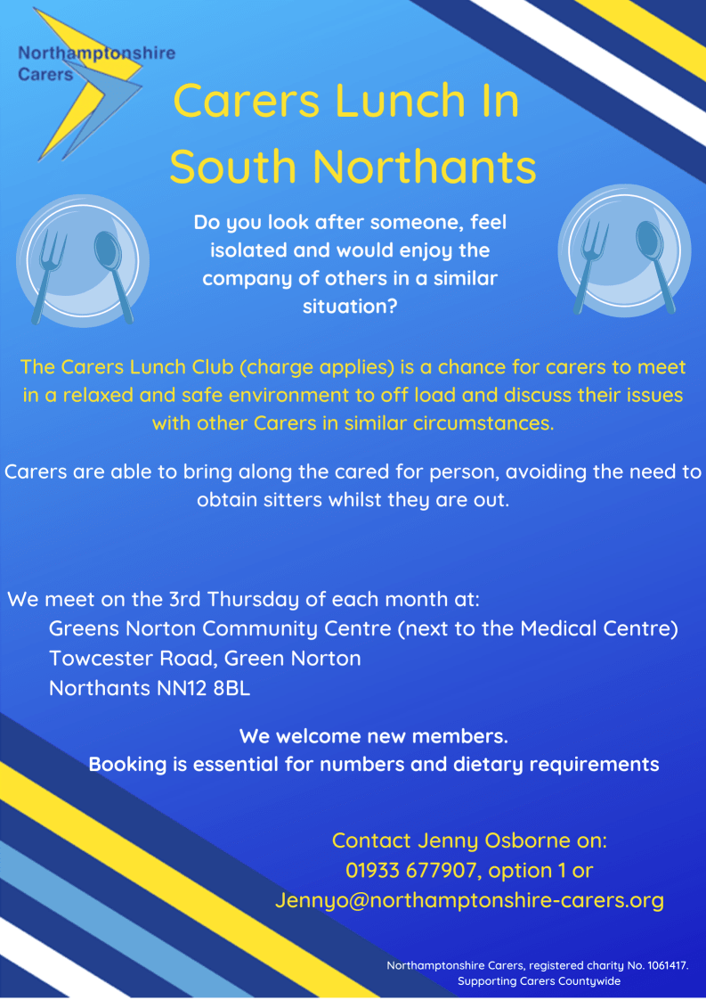 Northamptonshire
Carers
Carers Lunch In
South Northants
Do you look after someone, feel
isolated and would enjoy the
company of others in a similar
situation?
The Carers Lunch Club (charge applies) is a chance for carers to meet
in a relaxed and safe environment to off load and discuss their issues
with other Carers in similar circumstances.
Carers are able to bring along the cared for person, avoiding the need to
obtain sitters whilst they are out.
We meet on the 3rd Thursday of each month at:
Greens Norton Community Centre (next to the Medical Centre)
Towcester Road, Green Norton
Northants NN12 8BL
We welcome new members.
Booking is essential for numbers and dietary requirements
Contact Jenny Osborne on:
01933 677907, option 1 or
Jennyo@northamptonshire-carers.org
Northamptonshire Carers, registered charity No. 1061417.
Supporting Carers Countywide